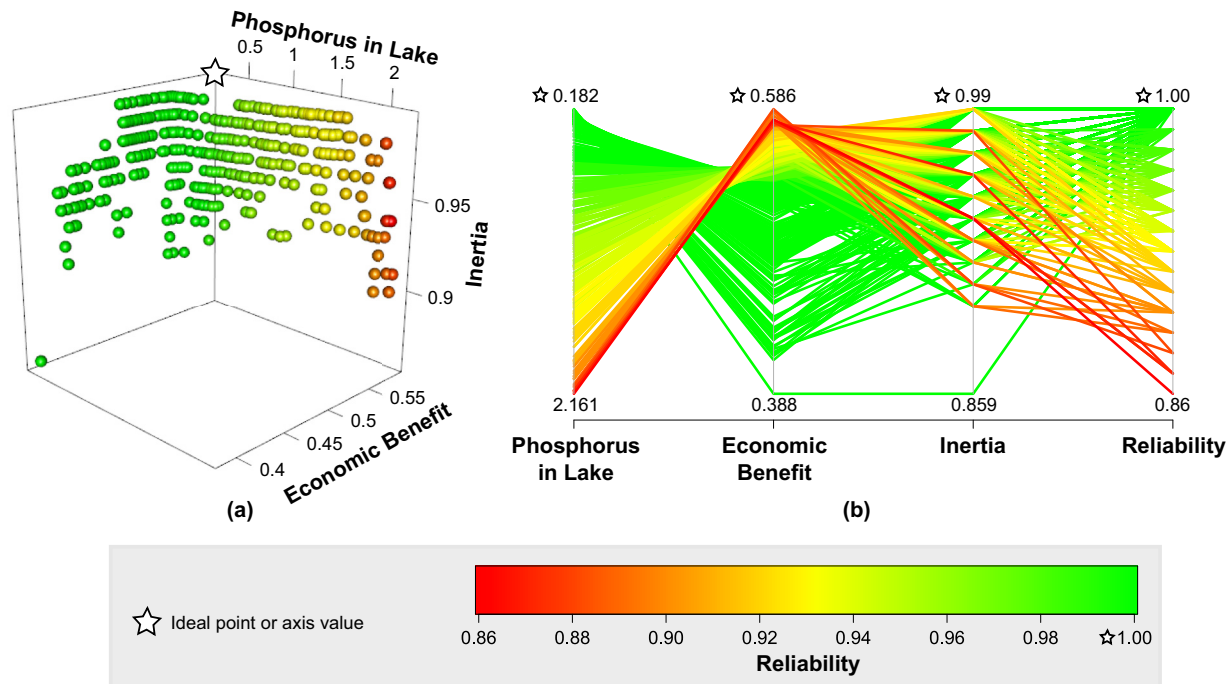 Phosphorus in Lake
0.5
1
1.5
2
0.95
0.9
Inertia
0.55
0.5
0.45
0.4
Economic Benefit
(a)
☆ 0.182
☆ 0.586
☆ 0.99
☆ 1.00
2.161
0.388
0.859
0.86
Phosphorus
in Lake
Economic
Benefit
Inertia
Reliability
(b)
☆ Ideal point or axis value
0.86 0.88 0.90 0.92 0.94 0.96 0.98 ☆1.00
Reliability